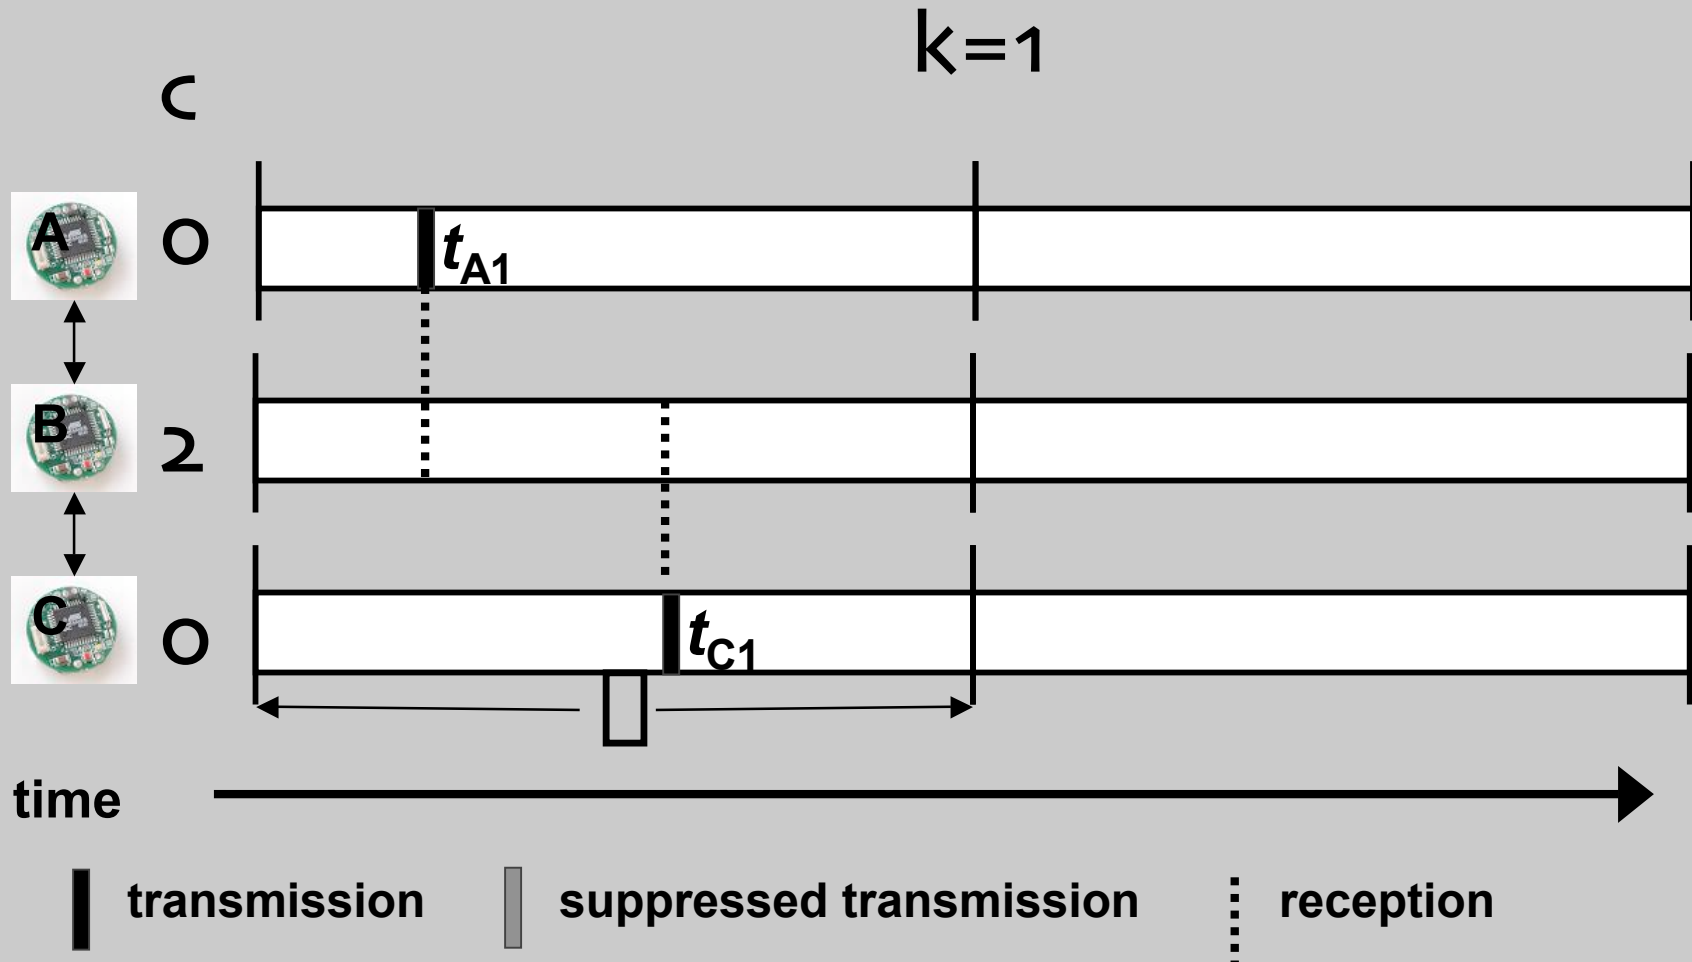 k=1
c
A 0 tA1
B 2
C 0 tC1
time
transmission suppressed transmission reception